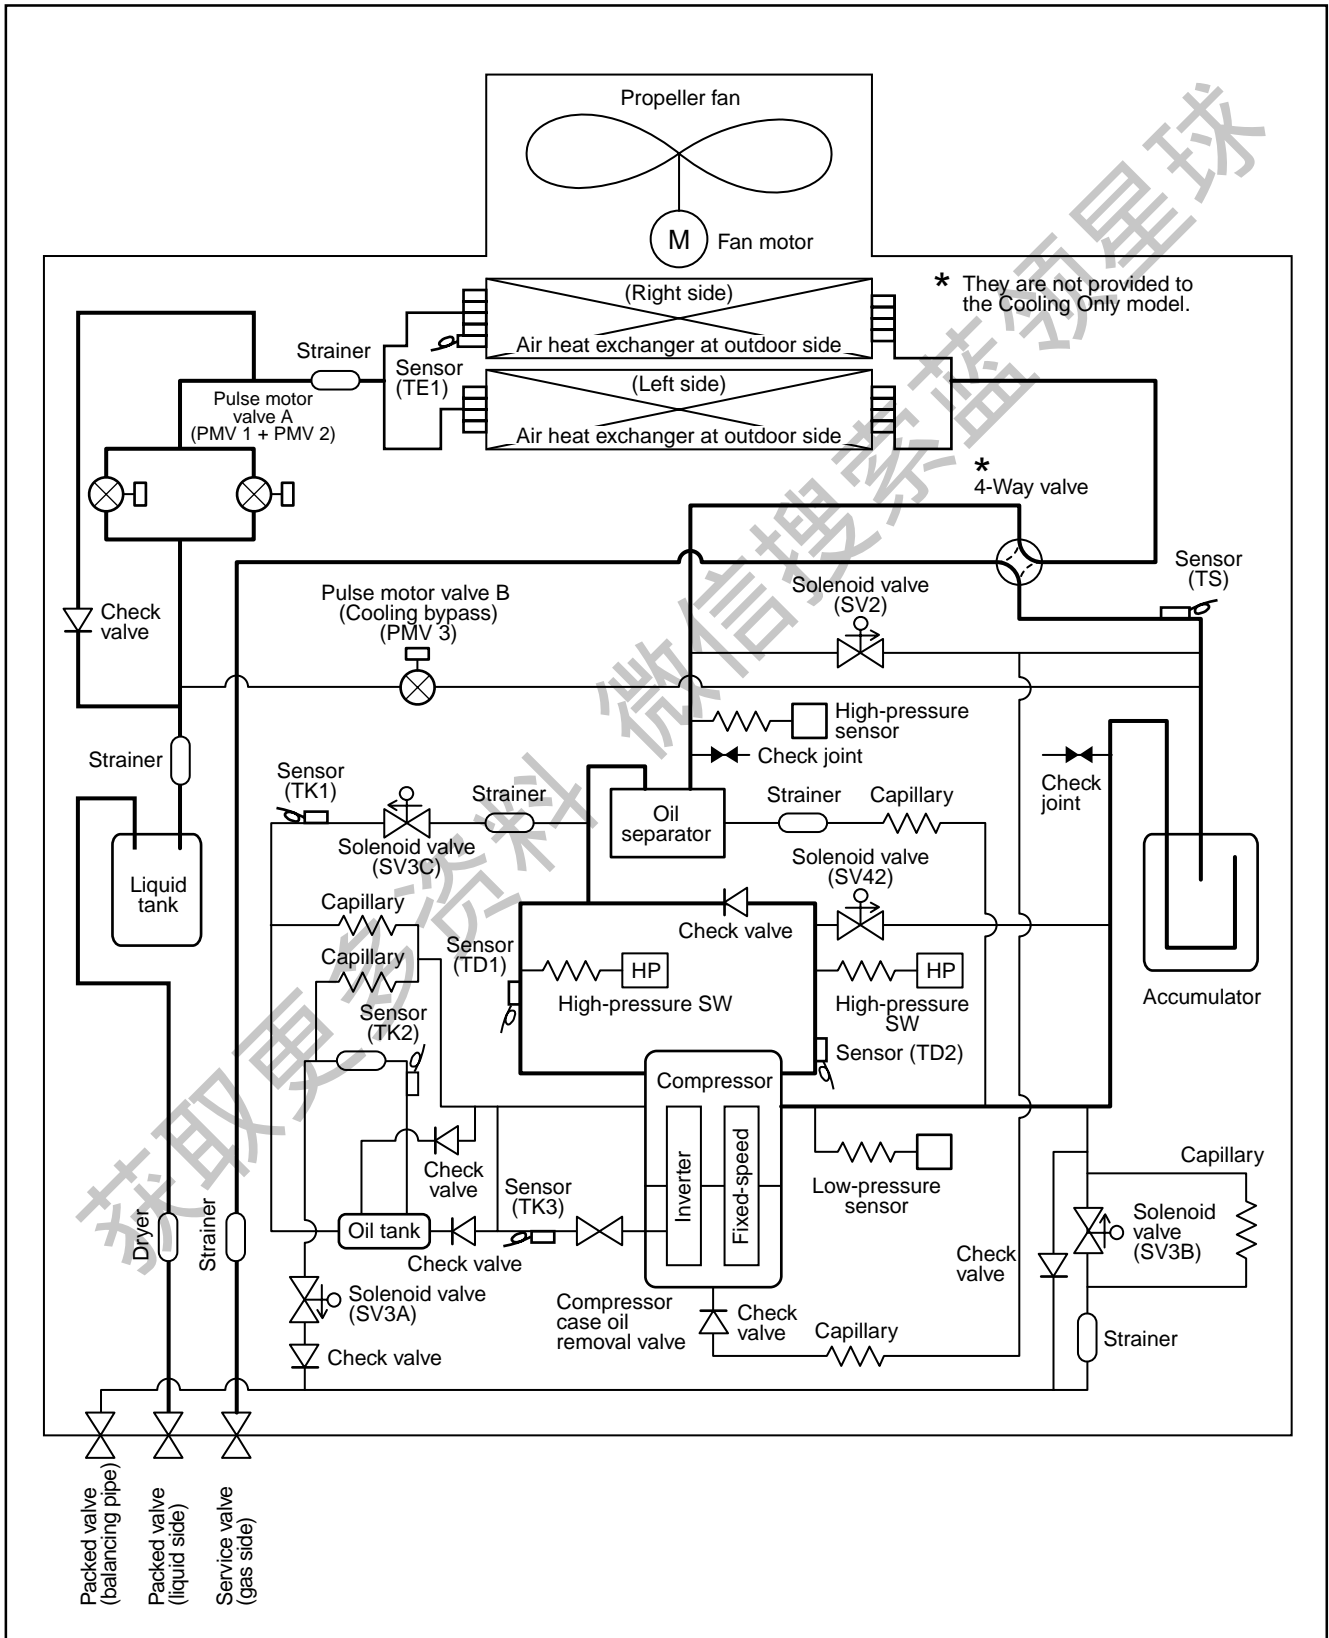 Propeller fan
M
Fan motor
* They are not provided to
the Cooling Only model.
(Right side)
Air heat exchanger at outdoor side
Strainer
Sensor
(TE1)
(Left side)
Air heat exchanger at outdoor side
Pulse motor
valve A
(PMV 1 + PMV 2)
*
4-Way valve
Sensor
(TS)
Solenoid valve
(SV2)
Pulse motor valve B
(Cooling bypass)
(PMV 3)
Check
valve
High-pressure
sensor
Check joint
Strainer
Sensor
(TK1)
Strainer
Oil
separator
Strainer
Capillary
Check
joint
Solenoid valve
(SV3C)
Solenoid valve
(SV42)
Liquid
tank
Capillary
Check valve
Sensor
(TD1)
Capillary
HP
HP
High-pressure SW
High-pressure
SW
Accumulator
Sensor
(TK2)
Sensor (TD2)
Compressor
Inverter
Fixed-speed
Check
valve
Sensor
(TK3)
Low-pressure
sensor
Capillary
Dryer
Strainer
Oil tank
Check valve
Solenoid
valve
(SV3B)
Check
valve
Solenoid valve
(SV3A)
Compressor
case oil
removal valve
Check
valve
Capillary
Strainer
Check valve
Packed valve
(balancing pipe)
Packed valve
(liquid side)
Service valve
(gas side)
获取更多资料 微信搜索蓝领星球